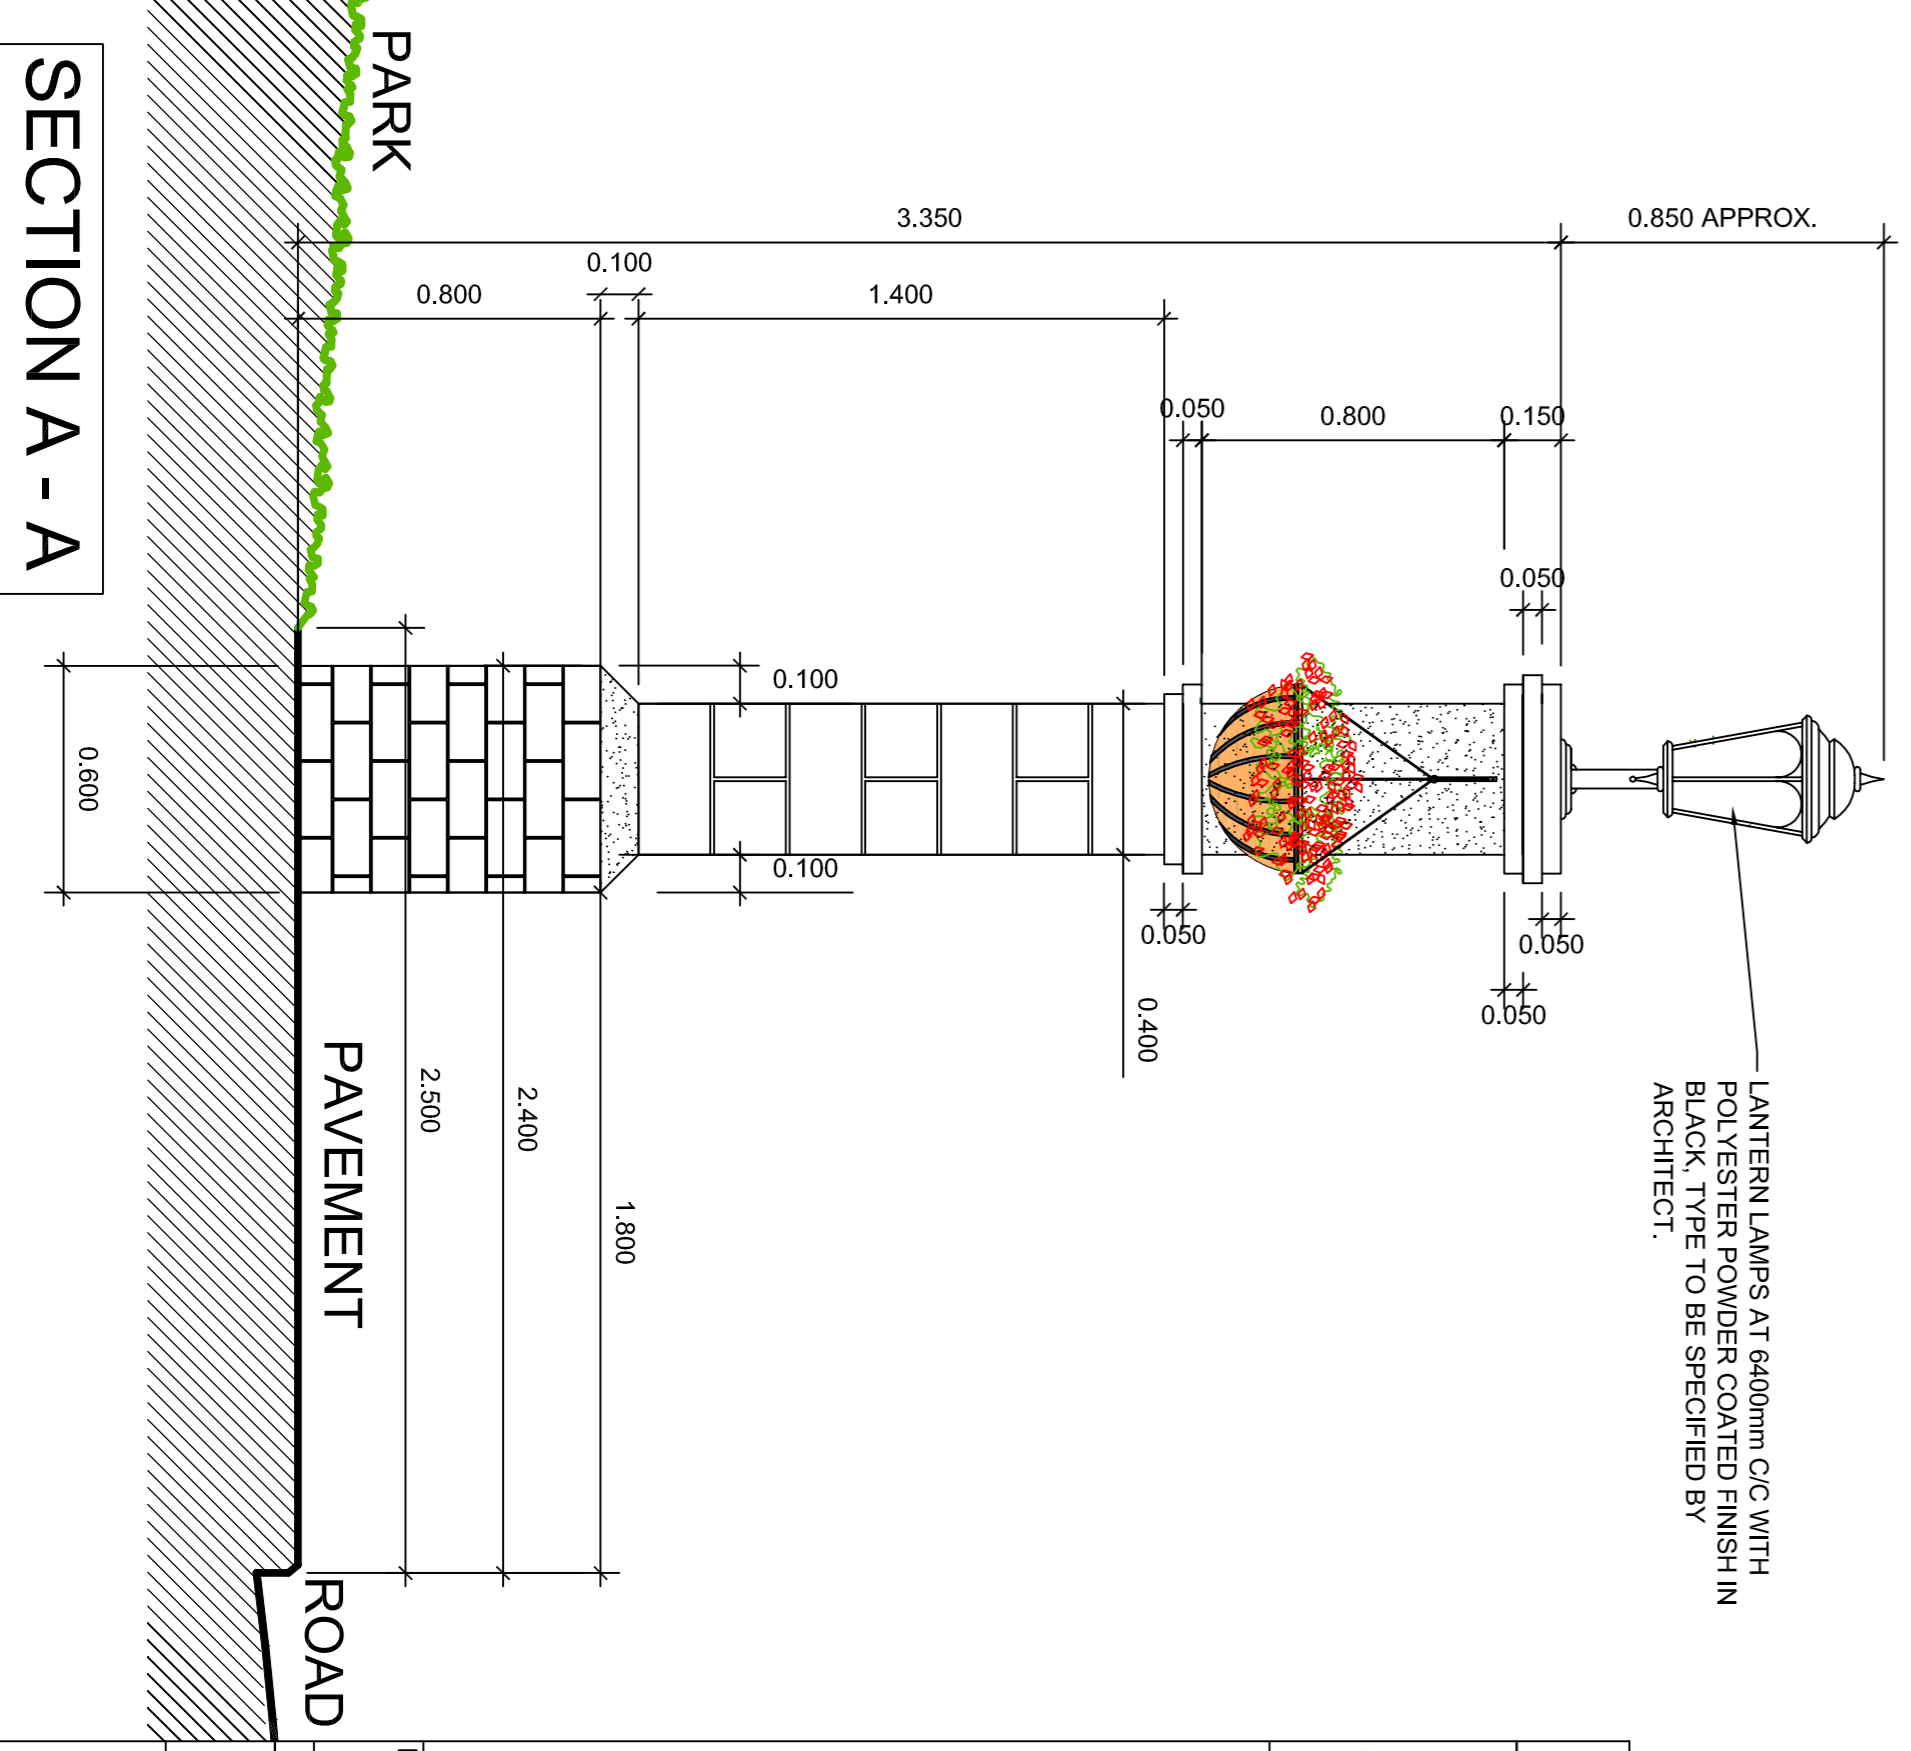 SECTION A - A
PARK
PAVEMENT
ROAD
3.350
0.850 APPROX.
0.100
0.800
1.400
0.050
0.800
0.150
0.050
0.100
0.100
0.600
0.050
0.050
0.050
0.400
2.500
2.400
1.800
LANTERN LAMPS AT 6400mm C/C WITH
POLYESTER POWDER COATED FINISH IN
BLACK, TYPE TO BE SPECIFIED BY
ARCHITECT.